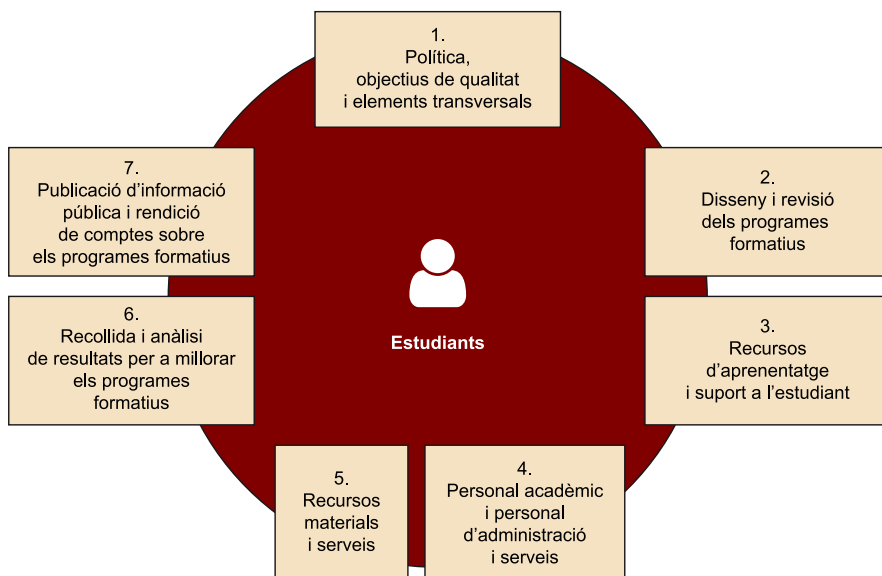 1.
Política,
objectius de qualitat
i elements transversals
2.
Disseny i revisió
dels programes
formatius
3.
Recursos
d’aprenentatge
i suport a l’estudiant
4.
Personal acadèmic
i personal
d’administració
i serveis
5.
Recursos
materials
i serveis
6.
Recollida i anàlisi
de resultats per a millorar
els programes
formatius
7.
Publicació d’informació
pública i rendició
de comptes sobre
els programes formatius
Estudiants